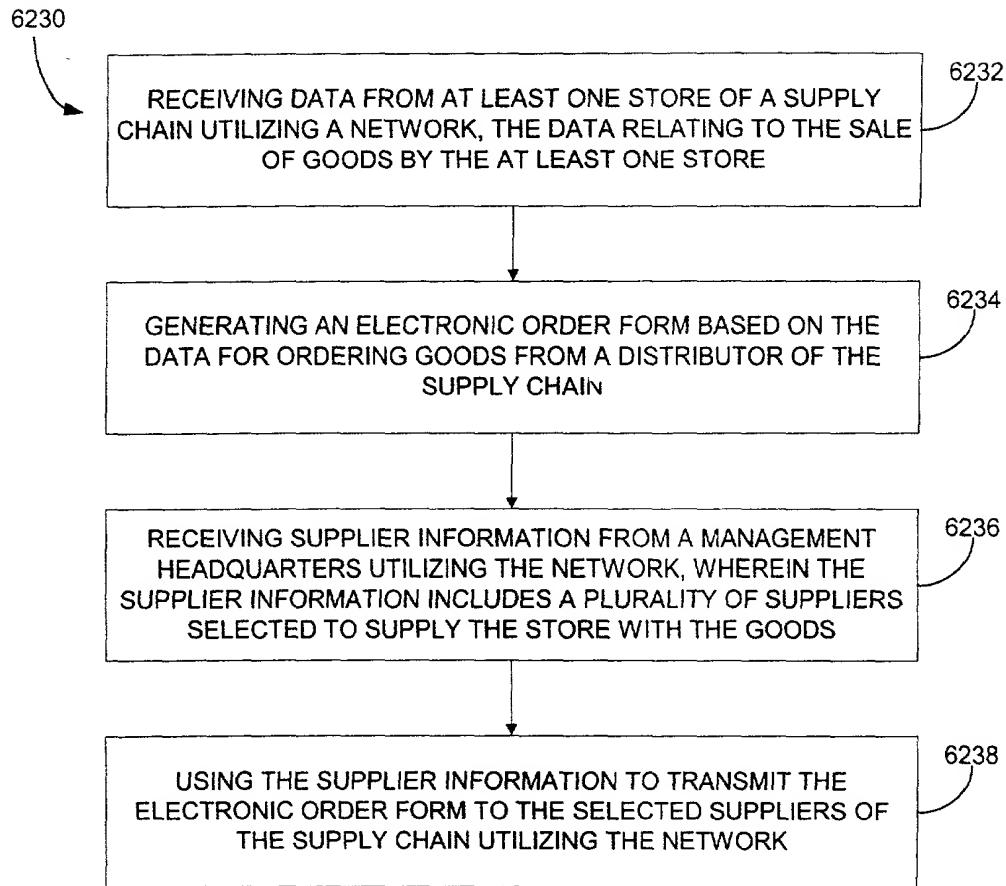 6230
RECEIVING DATA FROM AT LEAST ONE STORE OF A SUPPLY
CHAIN UTILIZING A NETWORK, THE DATA RELATING TO THE SALE
OF GOODS BY THE AT LEAST ONE STORE
6232
GENERATING AN ELECTRONIC ORDER FORM BASED ON THE
DATA FOR ORDERING GOODS FROM A DISTRIBUTOR OF THE
SUPPLY CHAIN
6234
RECEIVING SUPPLIER INFORMATION FROM A MANAGEMENT
HEADQUARTERS UTILIZING THE NETWORK, WHEREIN THE
SUPPLIER INFORMATION INCLUDES A PLURALITY OF SUPPLIERS
SELECTED TO SUPPLY THE STORE WITH THE GOODS
6236
USING THE SUPPLIER INFORMATION TO TRANSMIT THE
ELECTRONIC ORDER FORM TO THE SELECTED SUPPLIERS OF
THE SUPPLY CHAIN UTILIZING THE NETWORK
6238